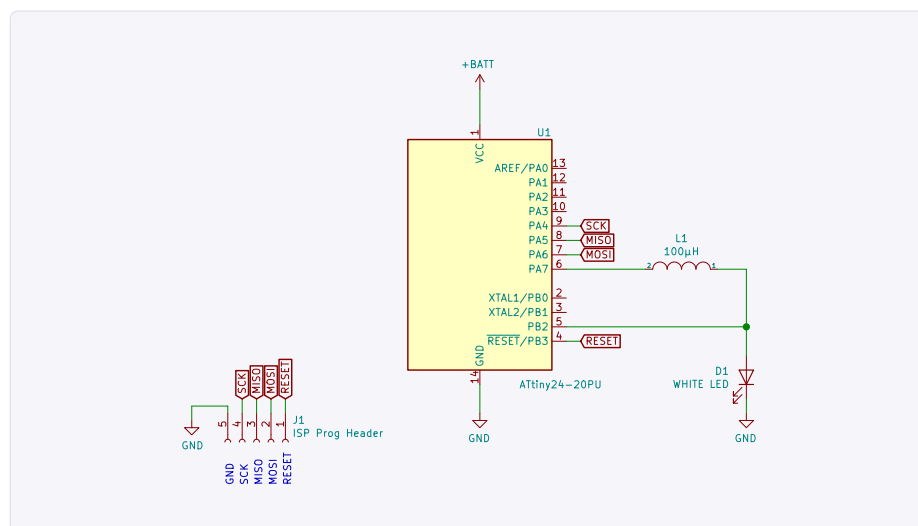 +BATT
U1
1
VCC
AREF/PA0 13
PA1 12
PA2 11
PA3 10
PA4 9 SCK
PA5 8 MISO
PA6 7 MOSI
PA7 6
L1
100µH
2 1
XTAL1/PB0 2
XTAL2/PB1 3
PB2 5
RESET/PB3 4 RESET
GND
14
ATtiny24-20PU
GND
D1
WHITE LED
GND
SCK
MISO
MOSI
RESET
J1
ISP Prog Header
5 4 3 2 1
GND
GND
SCK
MISO
MOSI
RESET